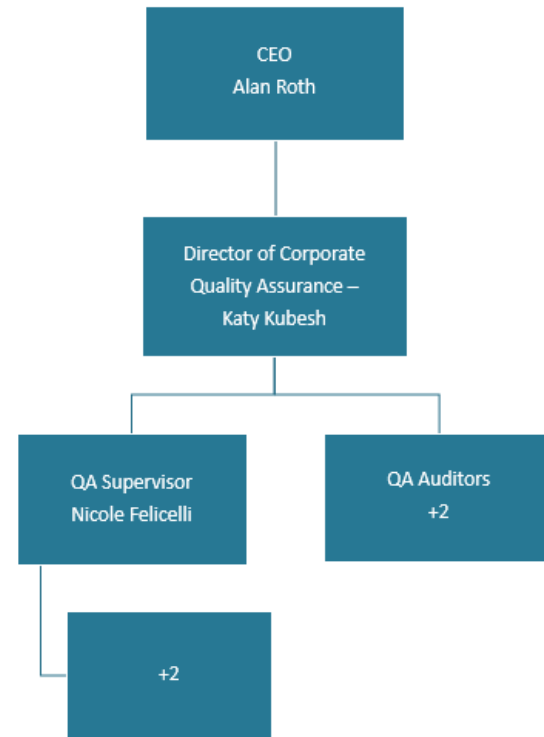 CEO
Alan Roth
Director of Corporate
Quality Assurance –
Katy Kubesh
QA Supervisor
Nicole Felicelli
QA Auditors
+2
+2